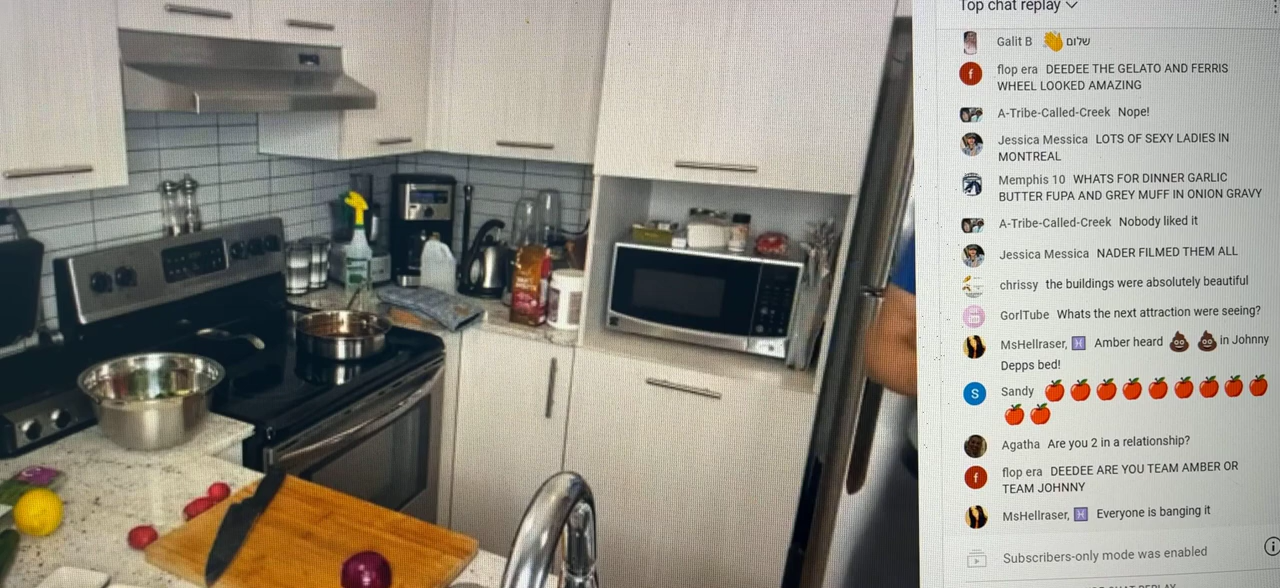 Top chat replay
Galit B 👋 שלום
flop era DEEDEE THE GELATO AND FERRIS
WHEEL LOOKED AMAZING
A-Tribe-Called-Creek Nope!
Jessica Messica LOTS OF SEXY LADIES IN
MONTREAL
Memphis 10 WHATS FOR DINNER GARLIC
BUTTER FUPA AND GREY MUFF IN ONION GRAVY
A-Tribe-Called-Creek Nobody liked it
Jessica Messica NADER FILMED THEM ALL
chrissy the buildings were absolutely beautiful
GorlTube Whats the next attraction were seeing?
MsHellraser, H Amber heard 💩 💩 in Johnny
Depps bed!
S Sandy 🍎🍎🍎🍎🍎🍎🍎🍎🍎
🍎🍎
Agatha Are you 2 in a relationship?
f flop era DEEDEE ARE YOU TEAM AMBER OR
TEAM JOHNNY
MsHellraser, H Everyone is banging it
Subscribers-only mode was enabled